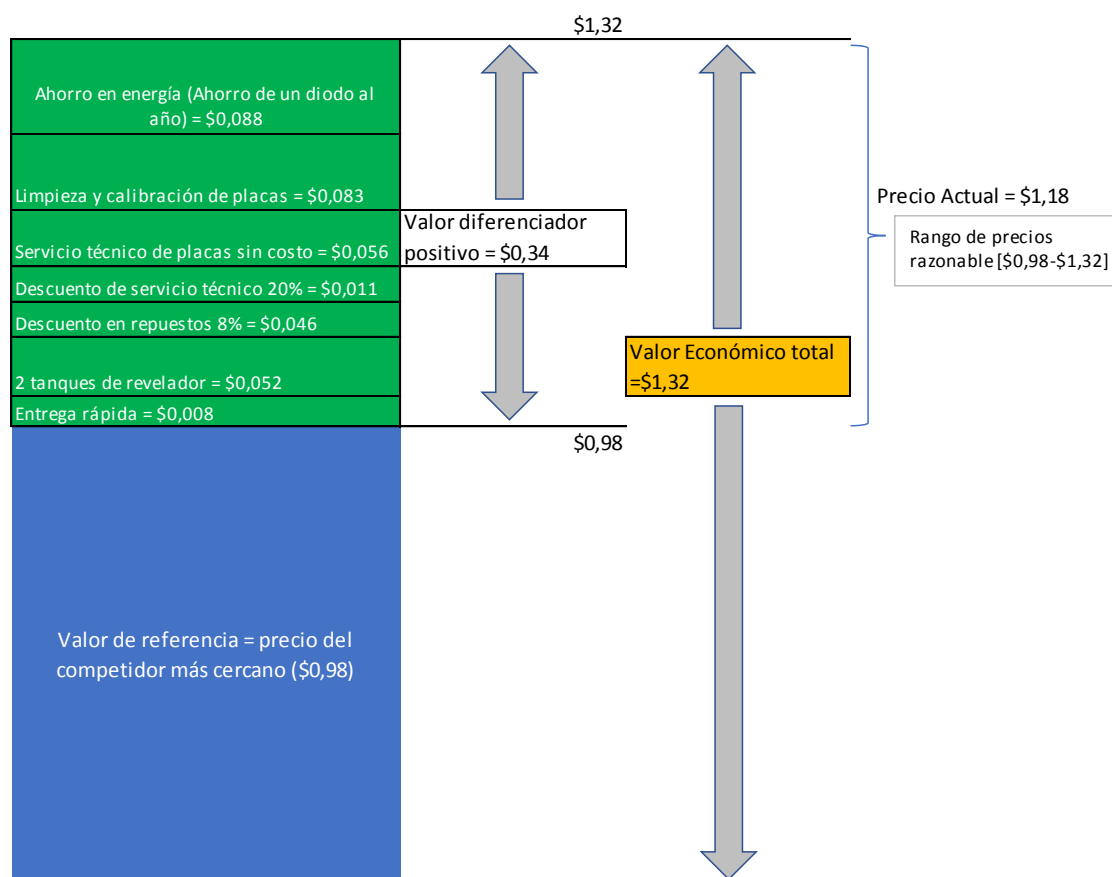 $1,32
Ahorro en energía (Ahorro de un diodo al
año) = $0,088
Limpieza y calibración de placas = $0,083
Servicio técnico de placas sin costo = $0,056
Descuento de servicio técnico 20% = $0,011
Descuento en repuestos 8% = $0,046
2 tanques de revelador = $0,052
Entrega rápida = $0,008
Valor diferenciador
positivo = $0,34
Valor Económico total
=$1,32
Precio Actual = $1,18
Rango de precios
razonable [$0,98-$1,32]
$0,98
Valor de referencia = precio del
competidor más cercano ($0,98)